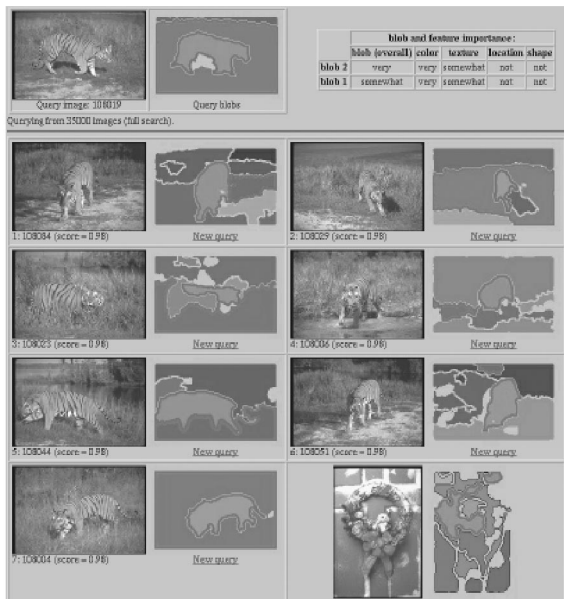 blob and feature importance:
blob (overall) color texture location shape
blob 2 very very somewhat not not
blob 1 somewhat very somewhat not not
Query image: 108019
Query blobs
Querying from 35000 images (full search).
1: 108084 (score = 0.98)
New query
2: 108029 (score = 0.98)
New query
3: 108023 (score = 0.98)
New query
4: 108006 (score = 0.98)
New query
5: 108044 (score = 0.98)
New query
6: 108051 (score = 0.98)
New query
7: 108004 (score = 0.98)
New query